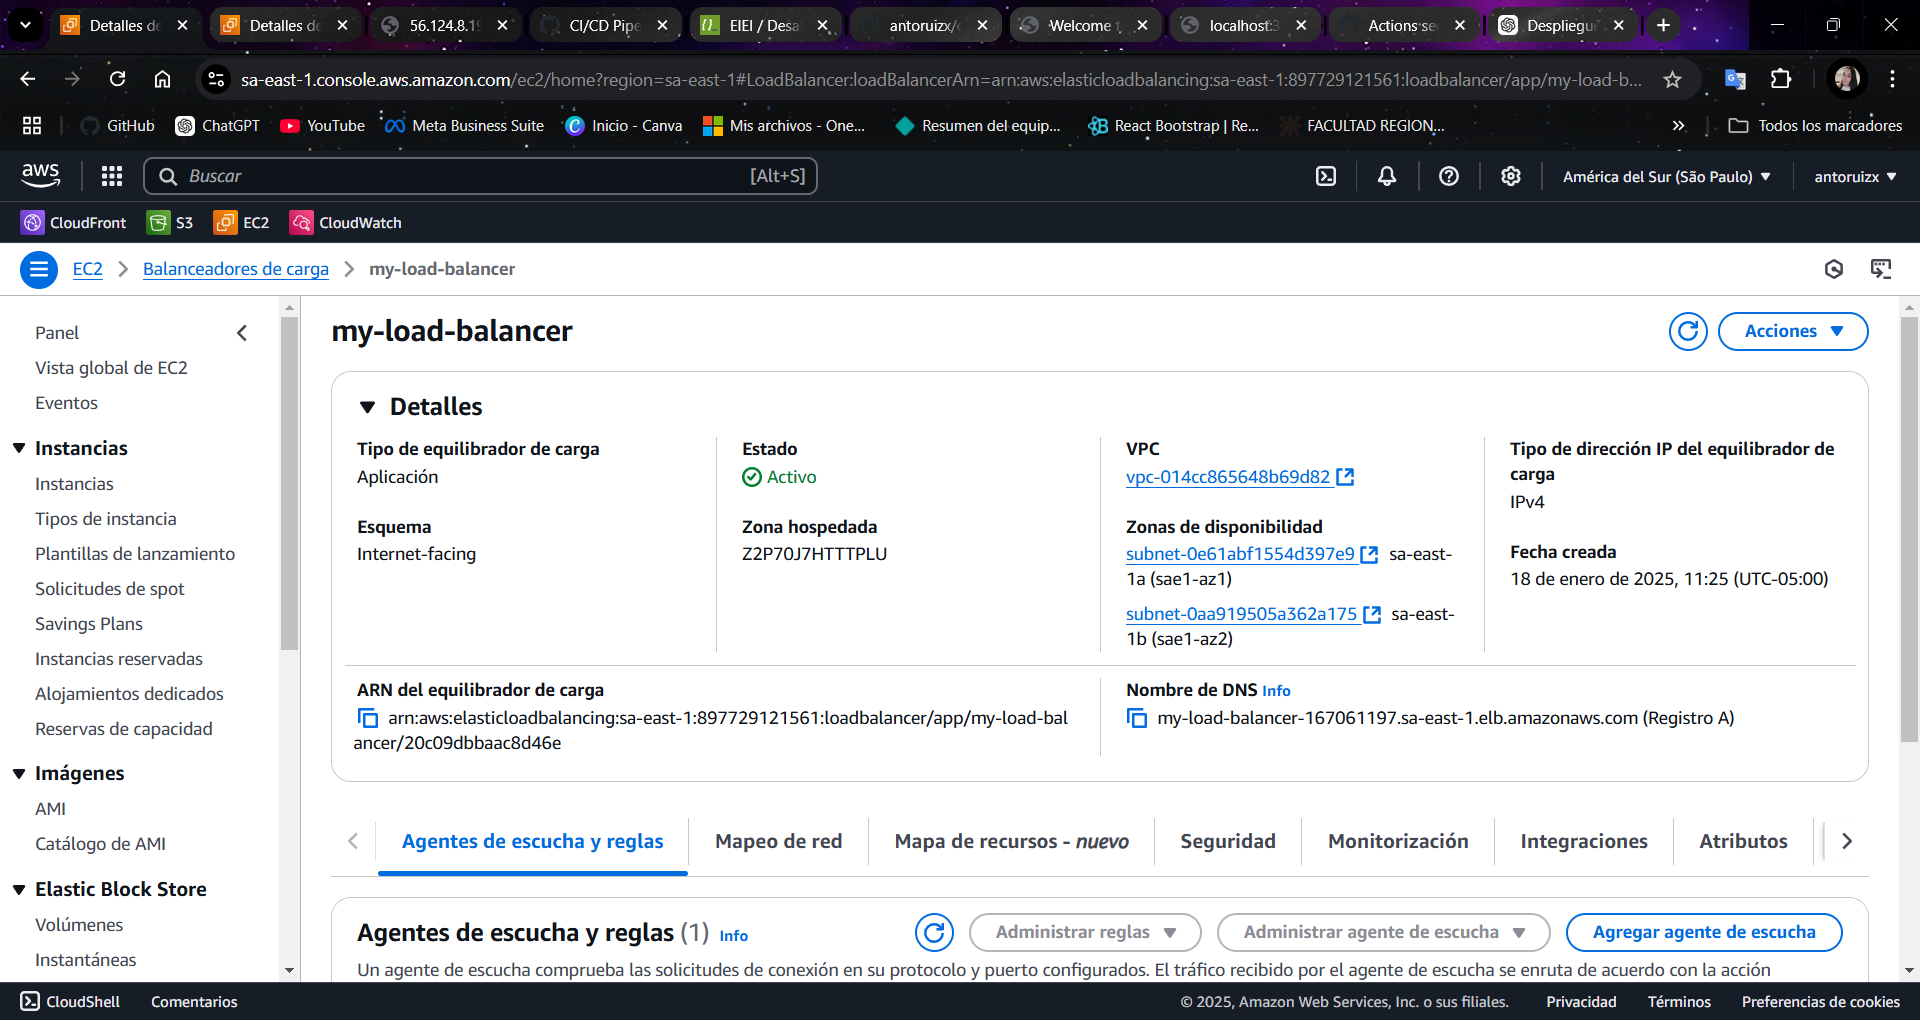 Detalles de
Detalles de
56.124.8.19
CI/CD Pipe
EIEI / Desa
antoruizx/
Welcome t
localhost:3
Actions se
Despliegue
sa-east-1.console.aws.amazon.com/ec2/home?region=sa-east-1#LoadBalancer:loadBalancerArn=arn:aws:elasticloadbalancing:sa-east-1:897729121561:loadbalancer/app/my-load-b...
GitHub
ChatGPT
YouTube
Meta Business Suite
Inicio - Canva
Mis archivos - One...
Resumen del equip...
React Bootstrap | Re...
FACULTAD REGION...
Todos los marcadores
aws
Buscar
[Alt+S]
América del Sur (São Paulo)
antoruizx
CloudFront
S3
EC2
CloudWatch
EC2
Balanceadores de carga
my-load-balancer
Panel
Vista global de EC2
Eventos
Instancias
Instancias
Tipos de instancia
Plantillas de lanzamiento
Solicitudes de spot
Savings Plans
Instancias reservadas
Alojamientos dedicados
Reservas de capacidad
Imágenes
AMI
Catálogo de AMI
Elastic Block Store
Volúmenes
Instantáneas
my-load-balancer
Acciones
Detalles
Tipo de equilibrador de carga
Aplicación
Esquema
Internet-facing
Estado
Activo
Zona hospedada
Z2P70J7HTTTPLU
VPC
vpc-014cc865648b69d82
Zonas de disponibilidad
subnet-0e61abf1554d397e9 sa-east-
1a (sae1-az1)
subnet-0aa919505a362a175 sa-east-
1b (sae1-az2)
Tipo de dirección IP del equilibrador de
carga
IPv4
Fecha creada
18 de enero de 2025, 11:25 (UTC-05:00)
ARN del equilibrador de carga
arn:aws:elasticloadbalancing:sa-east-1:897729121561:loadbalancer/app/my-load-bal
ancer/20c09dbbaac8d46e
Nombre de DNS Info
my-load-balancer-167061197.sa-east-1.elb.amazonaws.com (Registro A)
Agentes de escucha y reglas
Mapeo de red
Mapa de recursos - nuevo
Seguridad
Monitorización
Integraciones
Atributos
Agentes de escucha y reglas (1) Info
Administrar reglas
Administrar agente de escucha
Agregar agente de escucha
Un agente de escucha comprueba las solicitudes de conexión en su protocolo y puerto configurados. El tráfico recibido por el agente de escucha se enruta de acuerdo con la acción
CloudShell
Comentarios
© 2025, Amazon Web Services, Inc. o sus filiales.
Privacidad
Términos
Preferencias de cookies